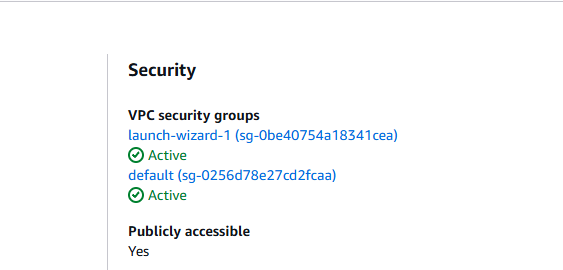 Security
VPC security groups
launch-wizard-1 (sg-0be40754a18341cea)
Active
default (sg-0256d78e27cd2fcaa)
Active
Publicly accessible
Yes